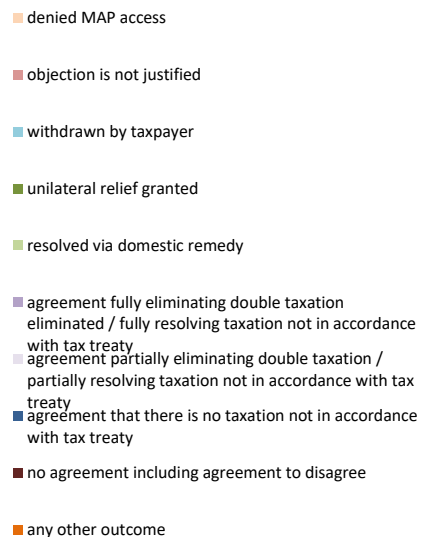 denied MAP access
objection is not justified
withdrawn by taxpayer
unilateral relief granted
resolved via domestic remedy
agreement fully eliminating double taxation
eliminated / fully resolving taxation not in accordance
with tax treaty
agreement partially eliminating double taxation /
partially resolving taxation not in accordance with tax
treaty
agreement that there is no taxation not in accordance
with tax treaty
no agreement including agreement to disagree
any other outcome